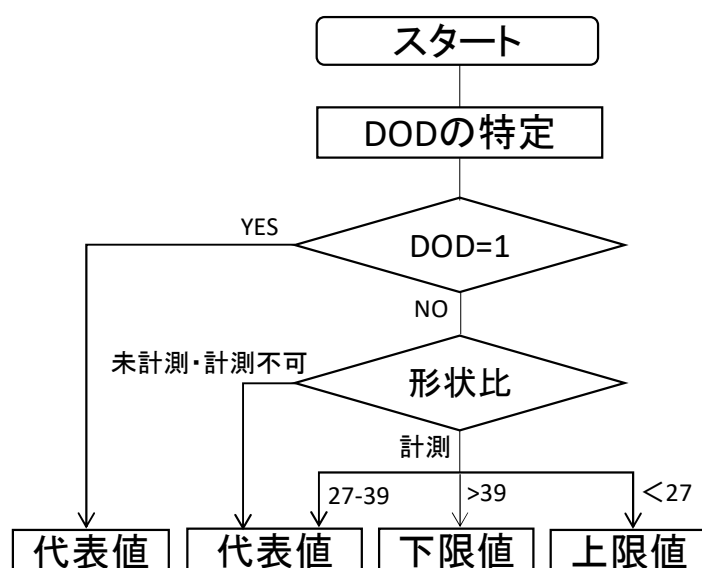 スタート
DODの特定
YES
DOD=1
NO
未計測・計測不可
形状比
計測
27-39
>39
＜27
代表値
代表値
下限値
上限値